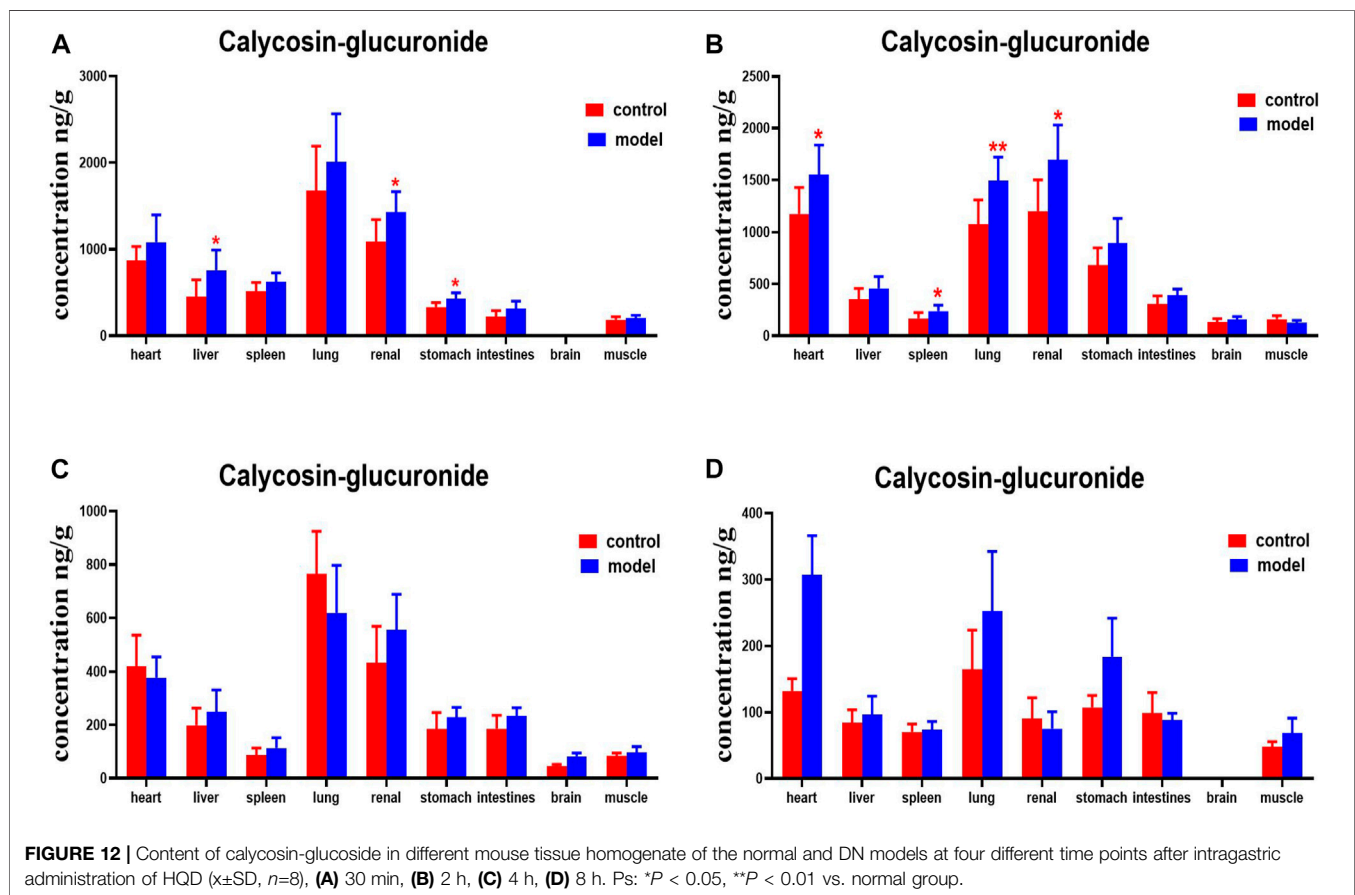 A
Calycosin-glucuronide
concentration ng/g
3000
2000
1000
0
control
model
*
*
*
heart liver spleen lung renal stomach intestines brain muscle
B
Calycosin-glucuronide
concentration ng/g
2500
2000
1500
1000
500
0
control
model
*
*
**
*
heart liver spleen lung renal stomach intestines brain muscle
C
Calycosin-glucuronide
concentration ng/g
1000
800
600
400
200
0
control
model
heart liver spleen lung renal stomach intestines brain muscle
D
Calycosin-glucuronide
concentration ng/g
400
300
200
100
0
control
model
heart liver spleen lung renal stomach intestines brain muscle
FIGURE 12 | Content of calycosin-glucoside in different mouse tissue homogenate of the normal and DN models at four different time points after intragastric
administration of HQD (x±SD, n=8), (A) 30 min, (B) 2 h, (C) 4 h, (D) 8 h. Ps: *P < 0.05, **P < 0.01 vs. normal group.